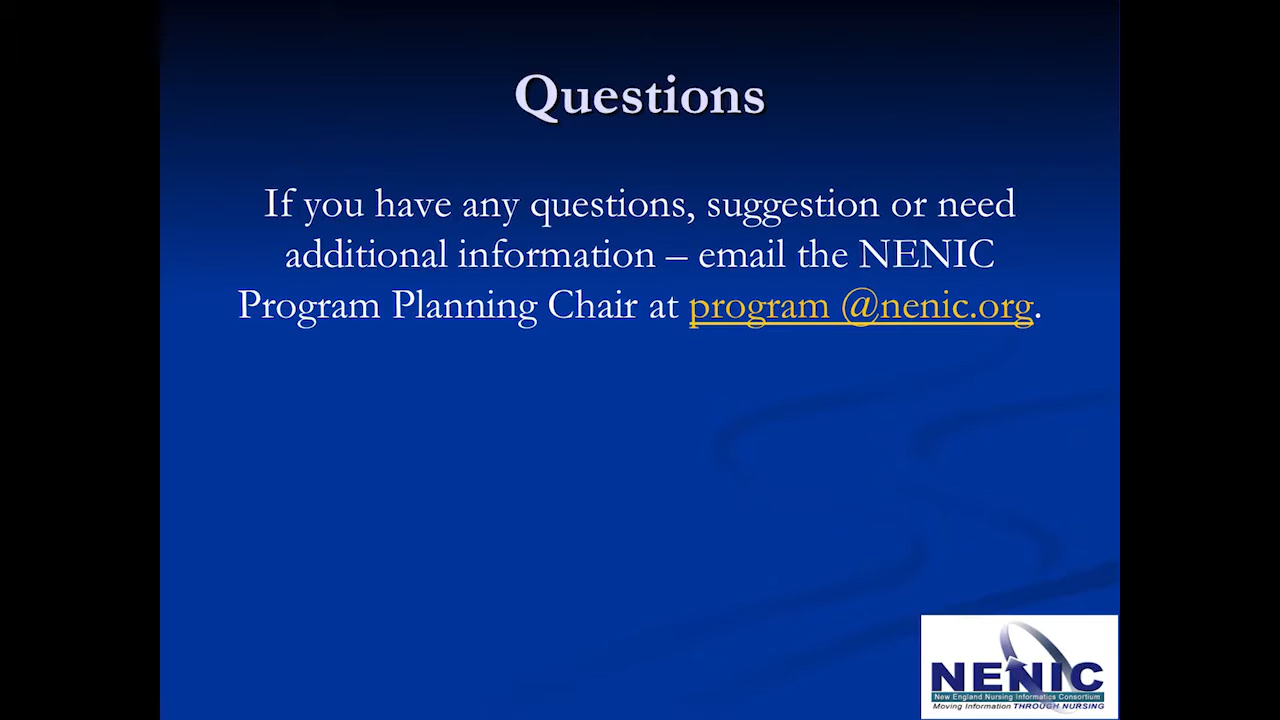 Questions
If you have any questions, suggestion or need
additional information – email the NENIC
Program Planning Chair at program @nenic.org.
NENIC
New England Nursing Informatics Consortium
Moving Information THROUGH NURSING